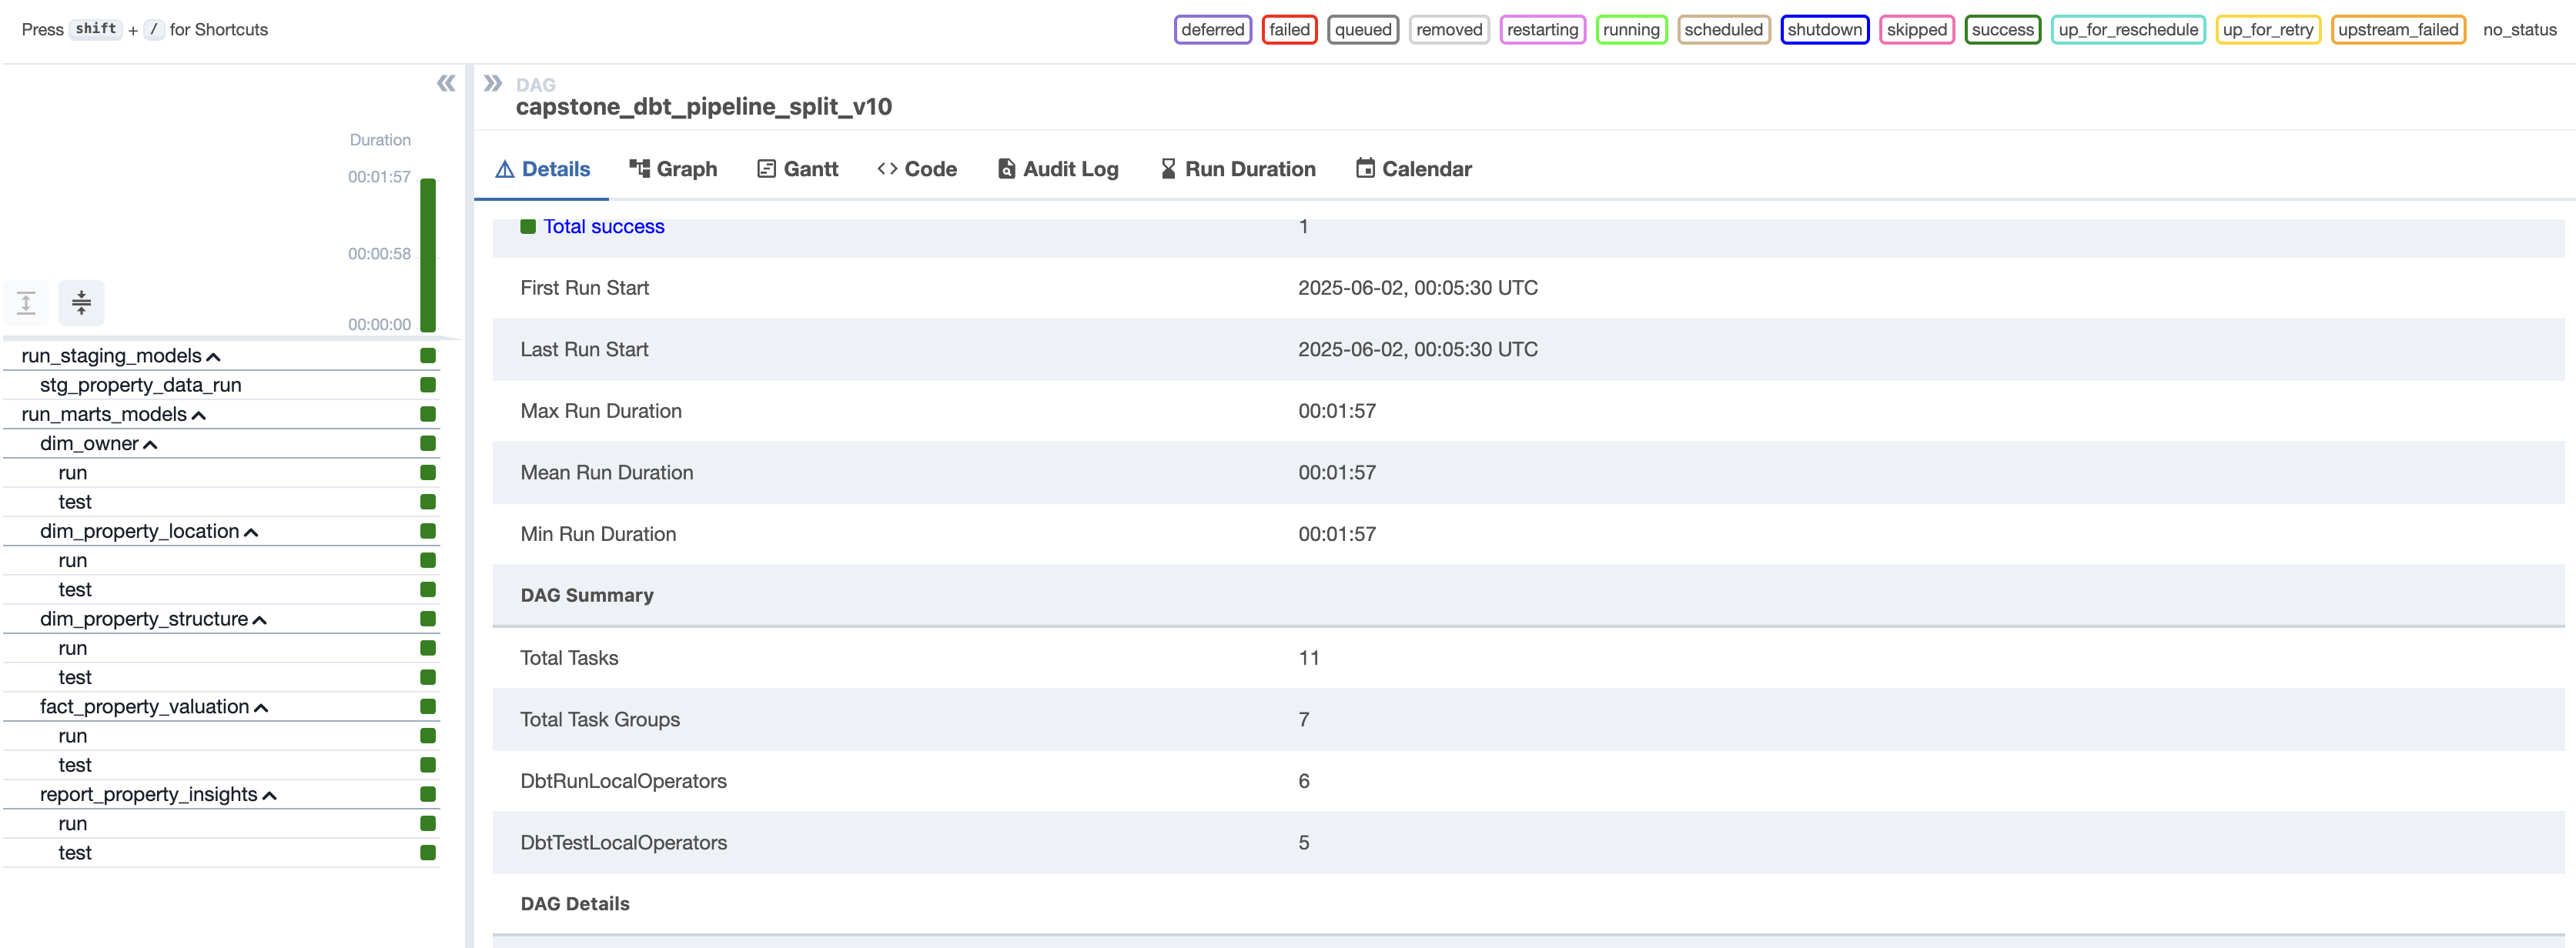 Press shift + / for Shortcuts
deferred failed queued removed restarting running scheduled shutdown skipped success up_for_reschedule up_for_retry upstream_failed no_status
Duration
00:01:57
00:00:58
00:00:00
run_staging_models
stg_property_data_run
run_marts_models
dim_owner
run
test
dim_property_location
run
test
dim_property_structure
run
test
fact_property_valuation
run
test
report_property_insights
run
test
DAG
capstone_dbt_pipeline_split_v10
Details Graph Gantt Code Audit Log Run Duration Calendar
Total success 1
First Run Start 2025-06-02, 00:05:30 UTC
Last Run Start 2025-06-02, 00:05:30 UTC
Max Run Duration 00:01:57
Mean Run Duration 00:01:57
Min Run Duration 00:01:57
DAG Summary
Total Tasks 11
Total Task Groups 7
DbtRunLocalOperators 6
DbtTestLocalOperators 5
DAG Details